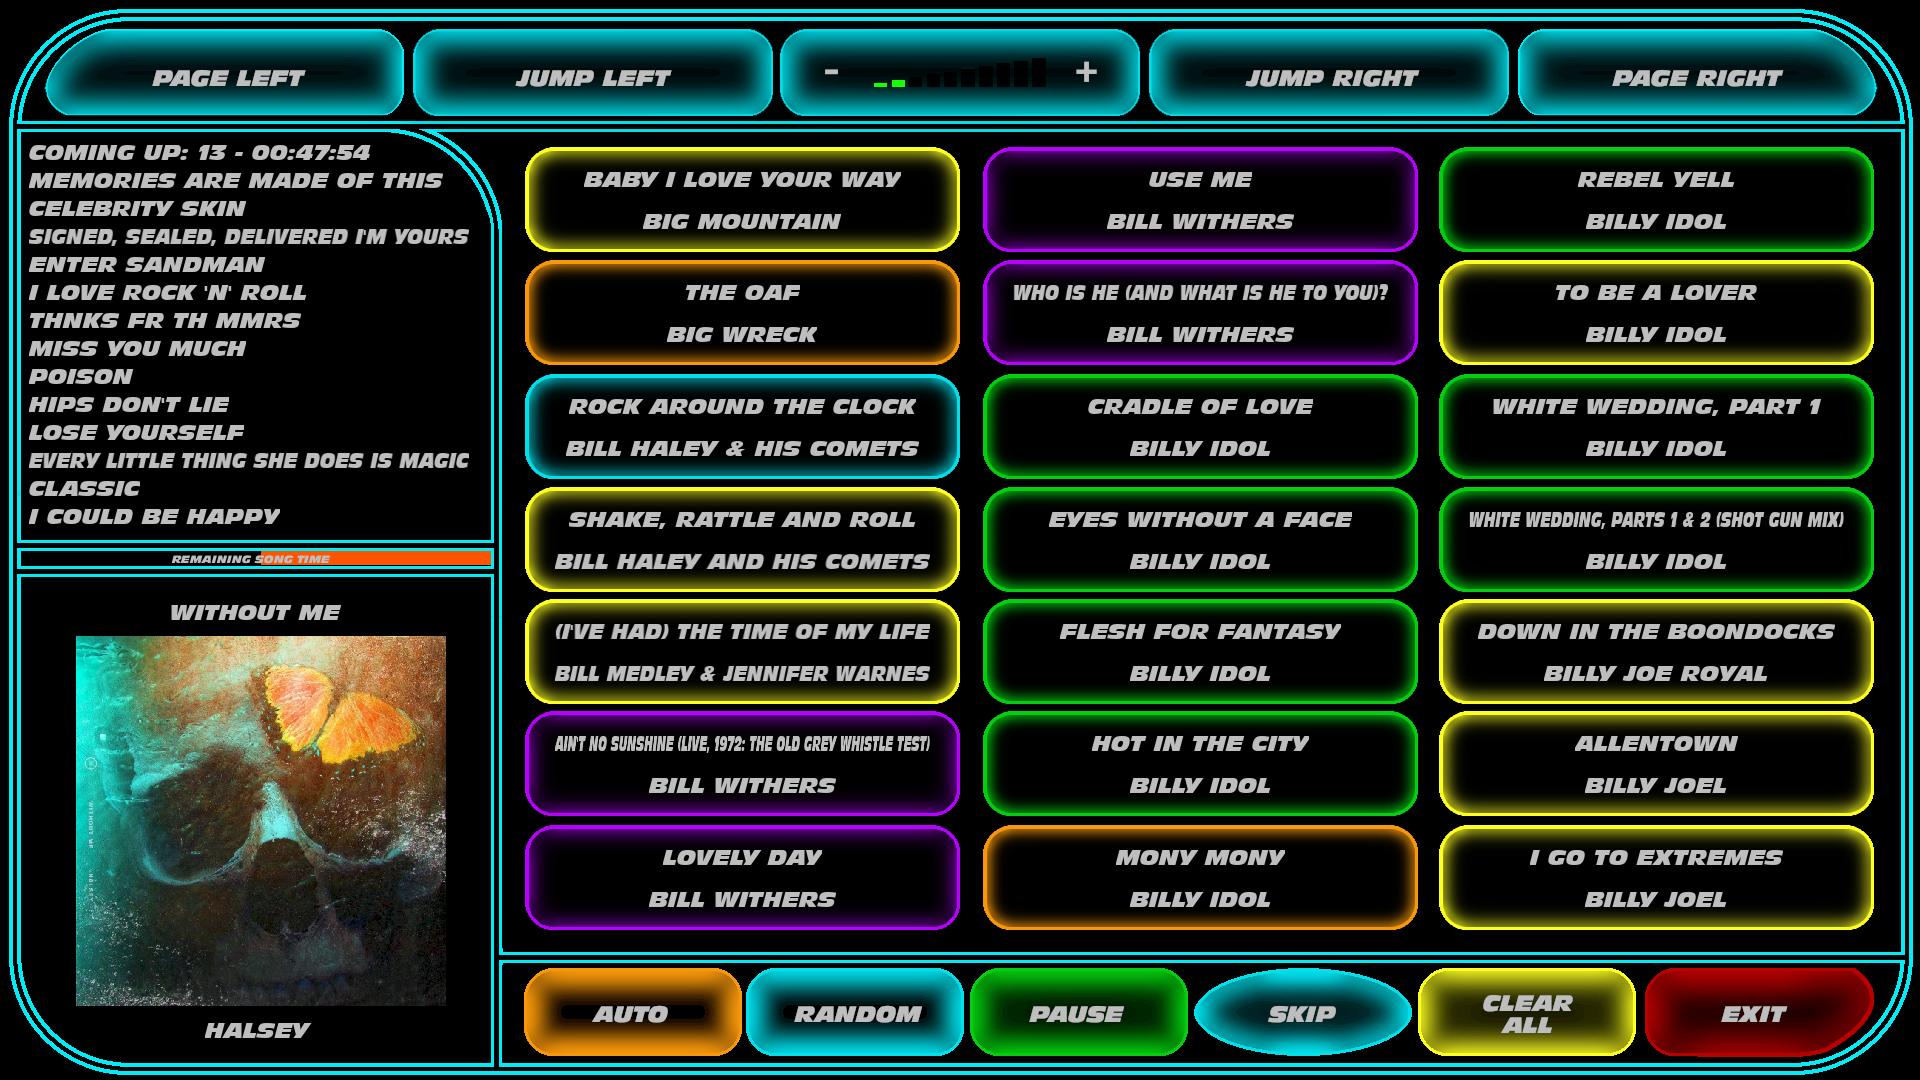 PAGE LEFT
JUMP LEFT
- +
JUMP RIGHT
PAGE RIGHT
COMING UP: 13 - 00:47:54
MEMORIES ARE MADE OF THIS
CELEBRITY SKIN
SIGNED, SEALED, DELIVERED I'M YOURS
ENTER SANDMAN
I LOVE ROCK 'N' ROLL
THNKS FR TH MMRS
MISS YOU MUCH
POISON
HIPS DON'T LIE
LOSE YOURSELF
EVERY LITTLE THING SHE DOES IS MAGIC
CLASSIC
I COULD BE HAPPY
REMAINING SONG TIME
WITHOUT ME
HALSEY
BABY I LOVE YOUR WAY
BIG MOUNTAIN
THE OAF
BIG WRECK
ROCK AROUND THE CLOCK
BILL HALEY & HIS COMETS
SHAKE, RATTLE AND ROLL
BILL HALEY AND HIS COMETS
(I'VE HAD) THE TIME OF MY LIFE
BILL MEDLEY & JENNIFER WARNES
AIN'T NO SUNSHINE (LIVE, 1972: THE OLD GREY WHISTLE TEST)
BILL WITHERS
LOVELY DAY
BILL WITHERS
USE ME
BILL WITHERS
WHO IS HE (AND WHAT IS HE TO YOU)?
BILL WITHERS
CRADLE OF LOVE
BILLY IDOL
EYES WITHOUT A FACE
BILLY IDOL
FLESH FOR FANTASY
BILLY IDOL
HOT IN THE CITY
BILLY IDOL
MONY MONY
BILLY IDOL
REBEL YELL
BILLY IDOL
TO BE A LOVER
BILLY IDOL
WHITE WEDDING, PART 1
BILLY IDOL
WHITE WEDDING, PARTS 1 & 2 (SHOT GUN MIX)
BILLY IDOL
DOWN IN THE BOONDOCKS
BILLY JOE ROYAL
ALLENTOWN
BILLY JOEL
I GO TO EXTREMES
BILLY JOEL
AUTO
RANDOM
PAUSE
SKIP
CLEAR
ALL
EXIT